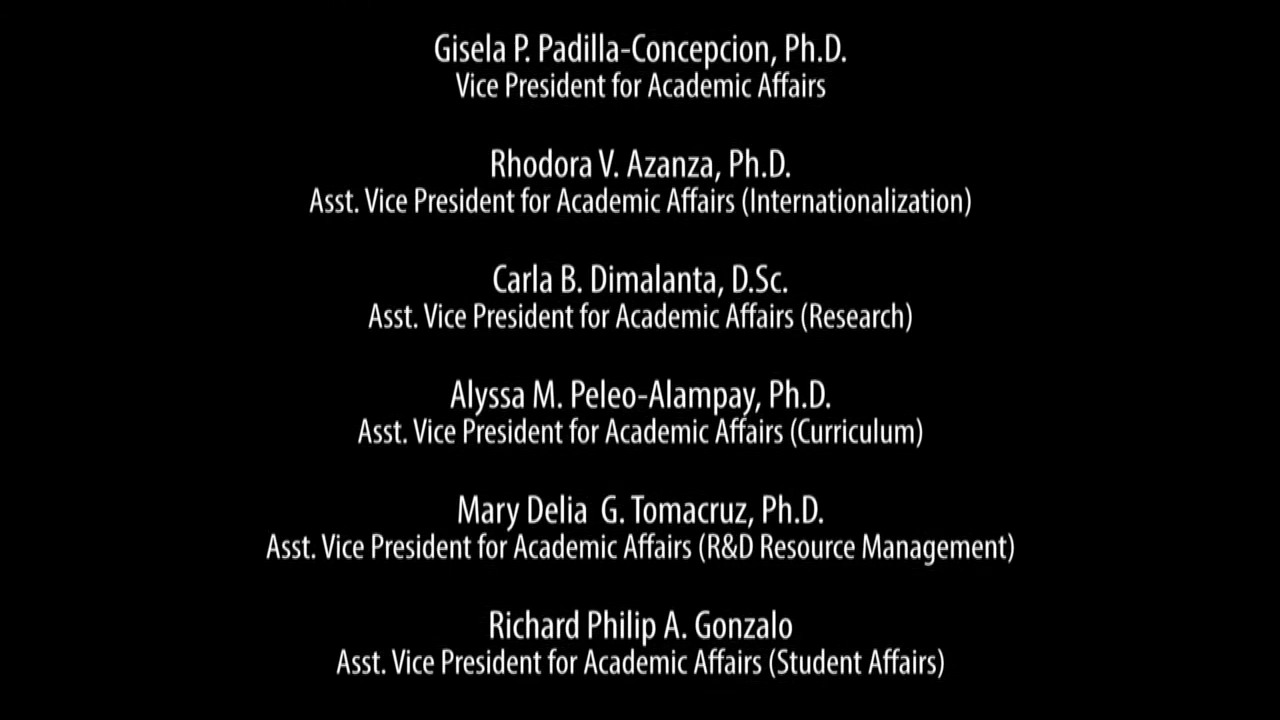 Gisela P. Padilla-Concepcion, Ph.D.
Vice President for Academic Affairs
Rhodora V. Azanza, Ph.D.
Asst. Vice President for Academic Affairs (Internationalization)
Carla B. Dimalanta, D.Sc.
Asst. Vice President for Academic Affairs (Research)
Alyssa M. Peleo-Alampay, Ph.D.
Asst. Vice President for Academic Affairs (Curriculum)
Mary Delia  G. Tomacruz, Ph.D.
Asst. Vice President for Academic Affairs (R&D Resource Management)
Richard Philip A. Gonzalo
Asst. Vice President for Academic Affairs (Student Affairs)